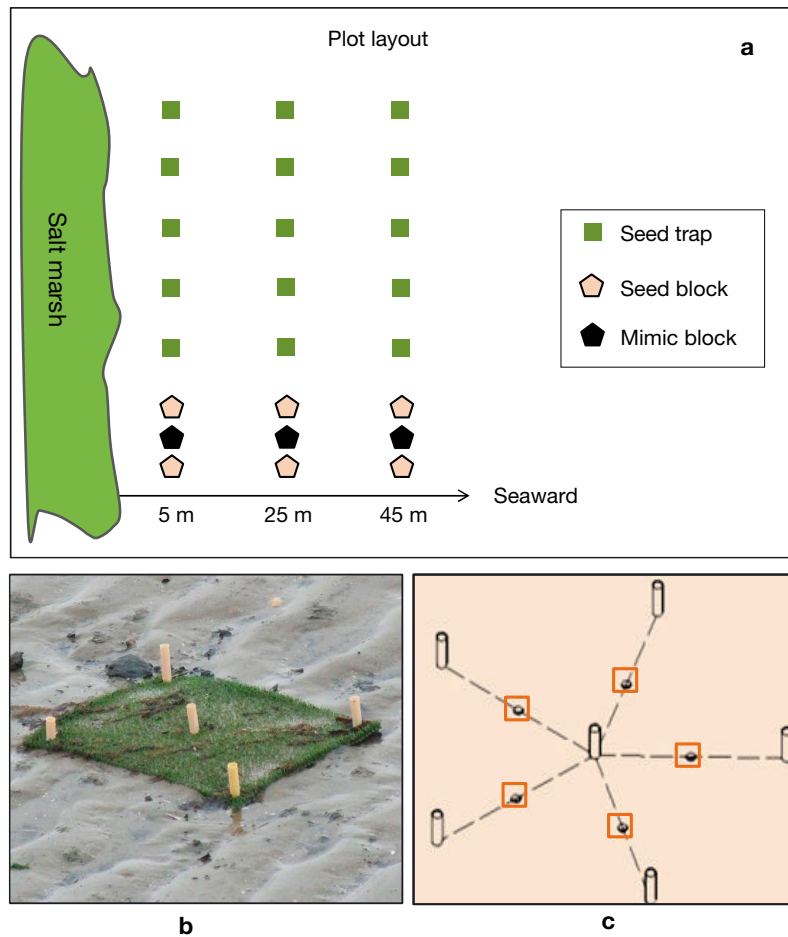 Plot layout
a
Salt marsh
Seed trap
Seed block
Mimic block
Seaward
5 m 25 m 45 m
b
c